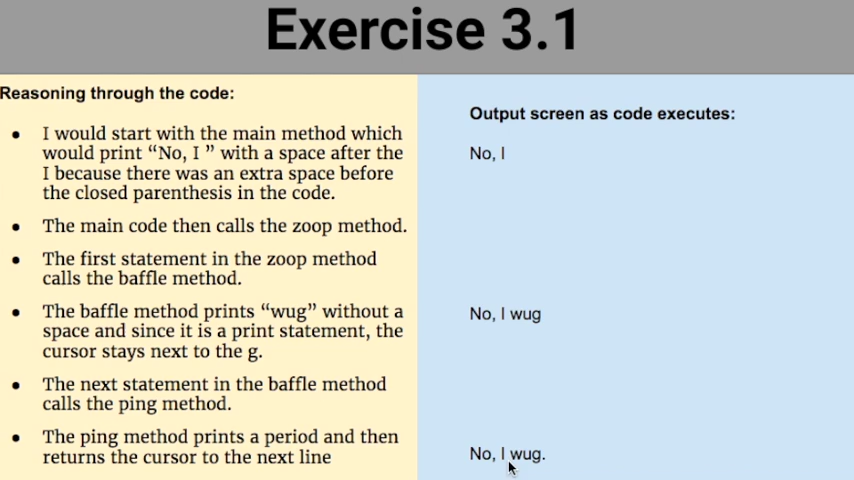 Exercise 3.1
Reasoning through the code:
● I would start with the main method which
would print “No, I ” with a space after the
I because there was an extra space before
the closed parenthesis in the code.
● The main code then calls the zoop method.
● The first statement in the zoop method
calls the baffle method.
● The baffle method prints “wug” without a
space and since it is a print statement, the
cursor stays next to the g.
● The next statement in the baffle method
calls the ping method.
● The ping method prints a period and then
returns the cursor to the next line
Output screen as code executes:
No, I
No, I wug
No, I wug.